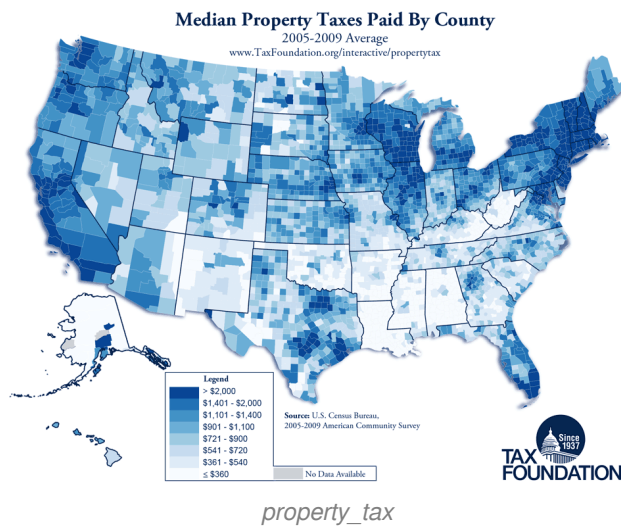 Median Property Taxes Paid By County
2005-2009 Average
www.TaxFoundation.org/interactive/propertytax
Legend
> $2,000
$1,401 - $2,000
$1,101 - $1,400
$901 - $1,100
$721 - $900
$541 - $720
$361 - $540
≤ $360
No Data Available
Source: U.S. Census Bureau,
2005-2009 American Community Survey
Since
1937
TAX
FOUNDATION
property_tax